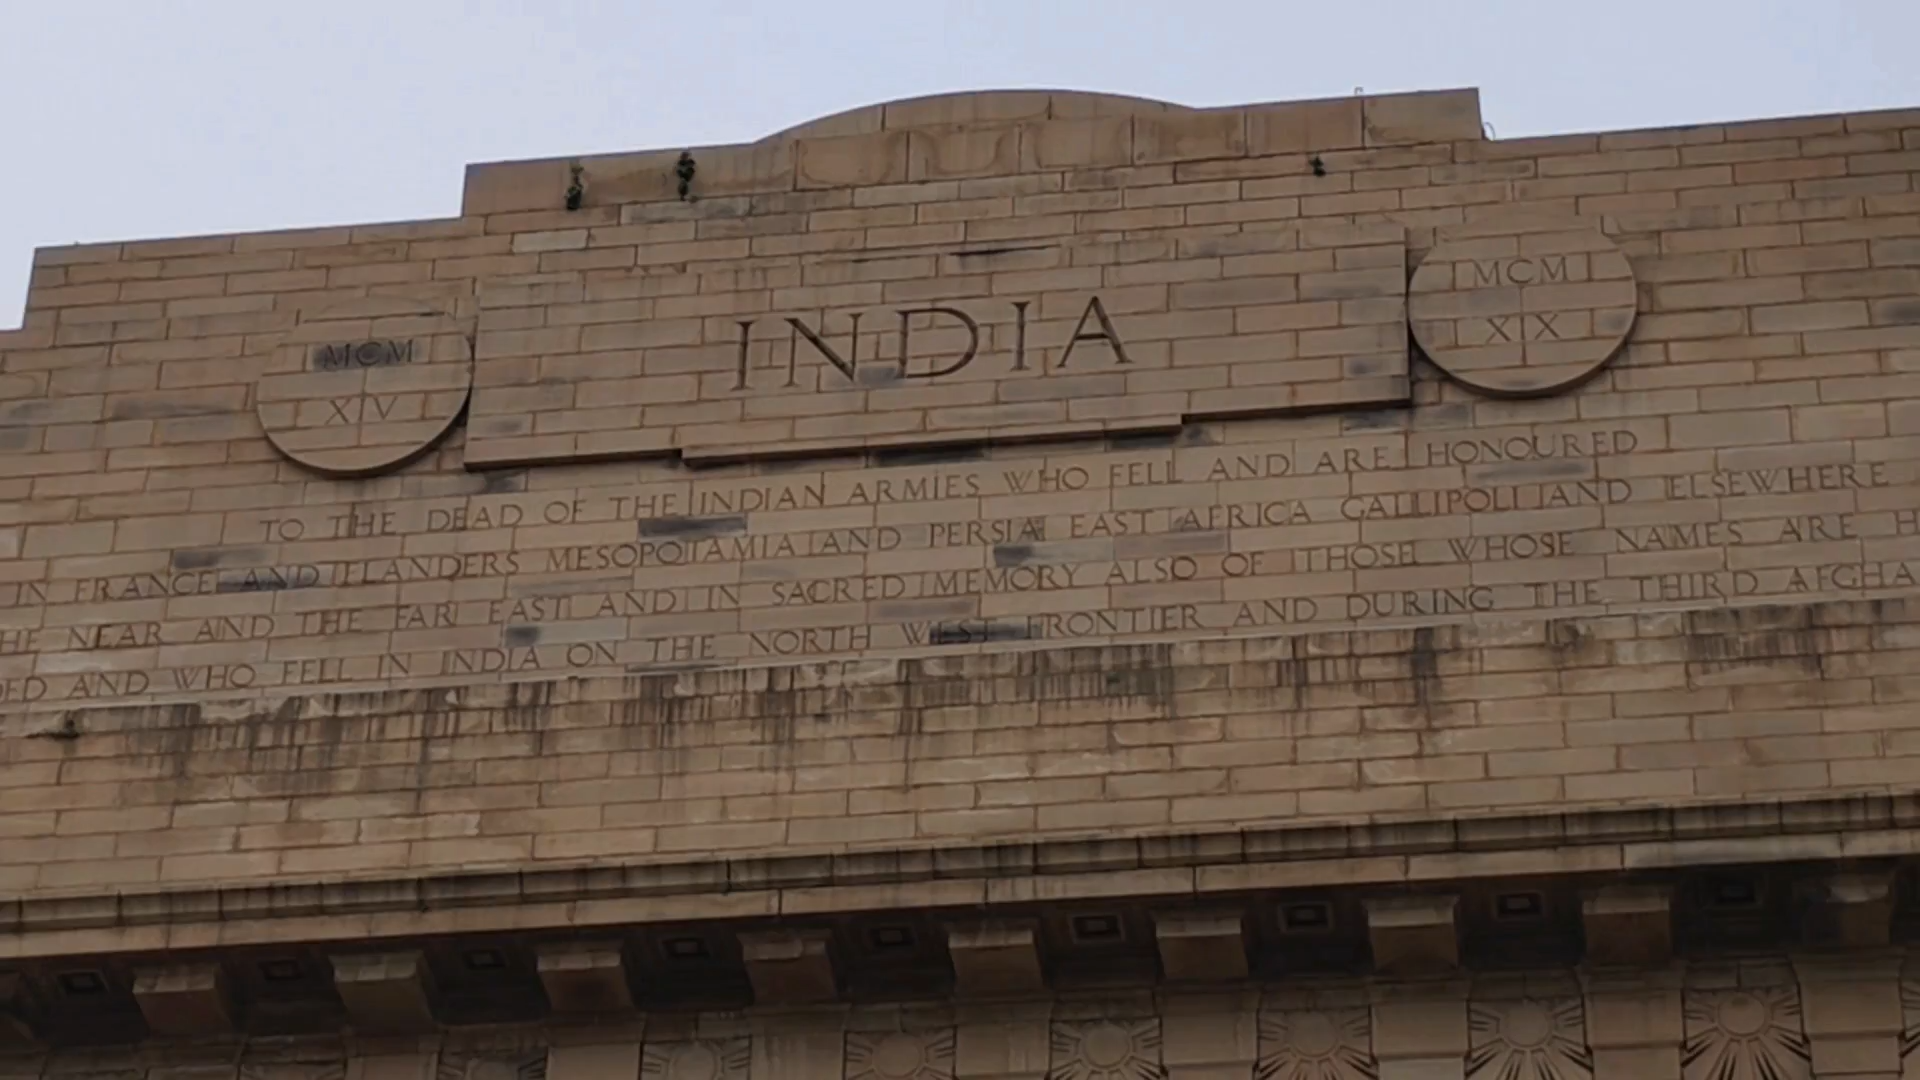 MCM
XIV
INDIA
MCM
XIX
TO THE DEAD OF THE INDIAN ARMIES WHO FELL AND ARE HONOURED
IN FRANCE AND FLANDERS MESOPOTAMIA AND PERSIA EAST AFRICA GALLIPOLI AND ELSEWHERE
NEAR AND THE FAR EAST AND IN SACRED MEMORY ALSO OF THOSE WHOSE NAMES ARE
AND WHO FELL IN INDIA ON THE NORTH WEST FRONTIER AND DURING THE THIRD